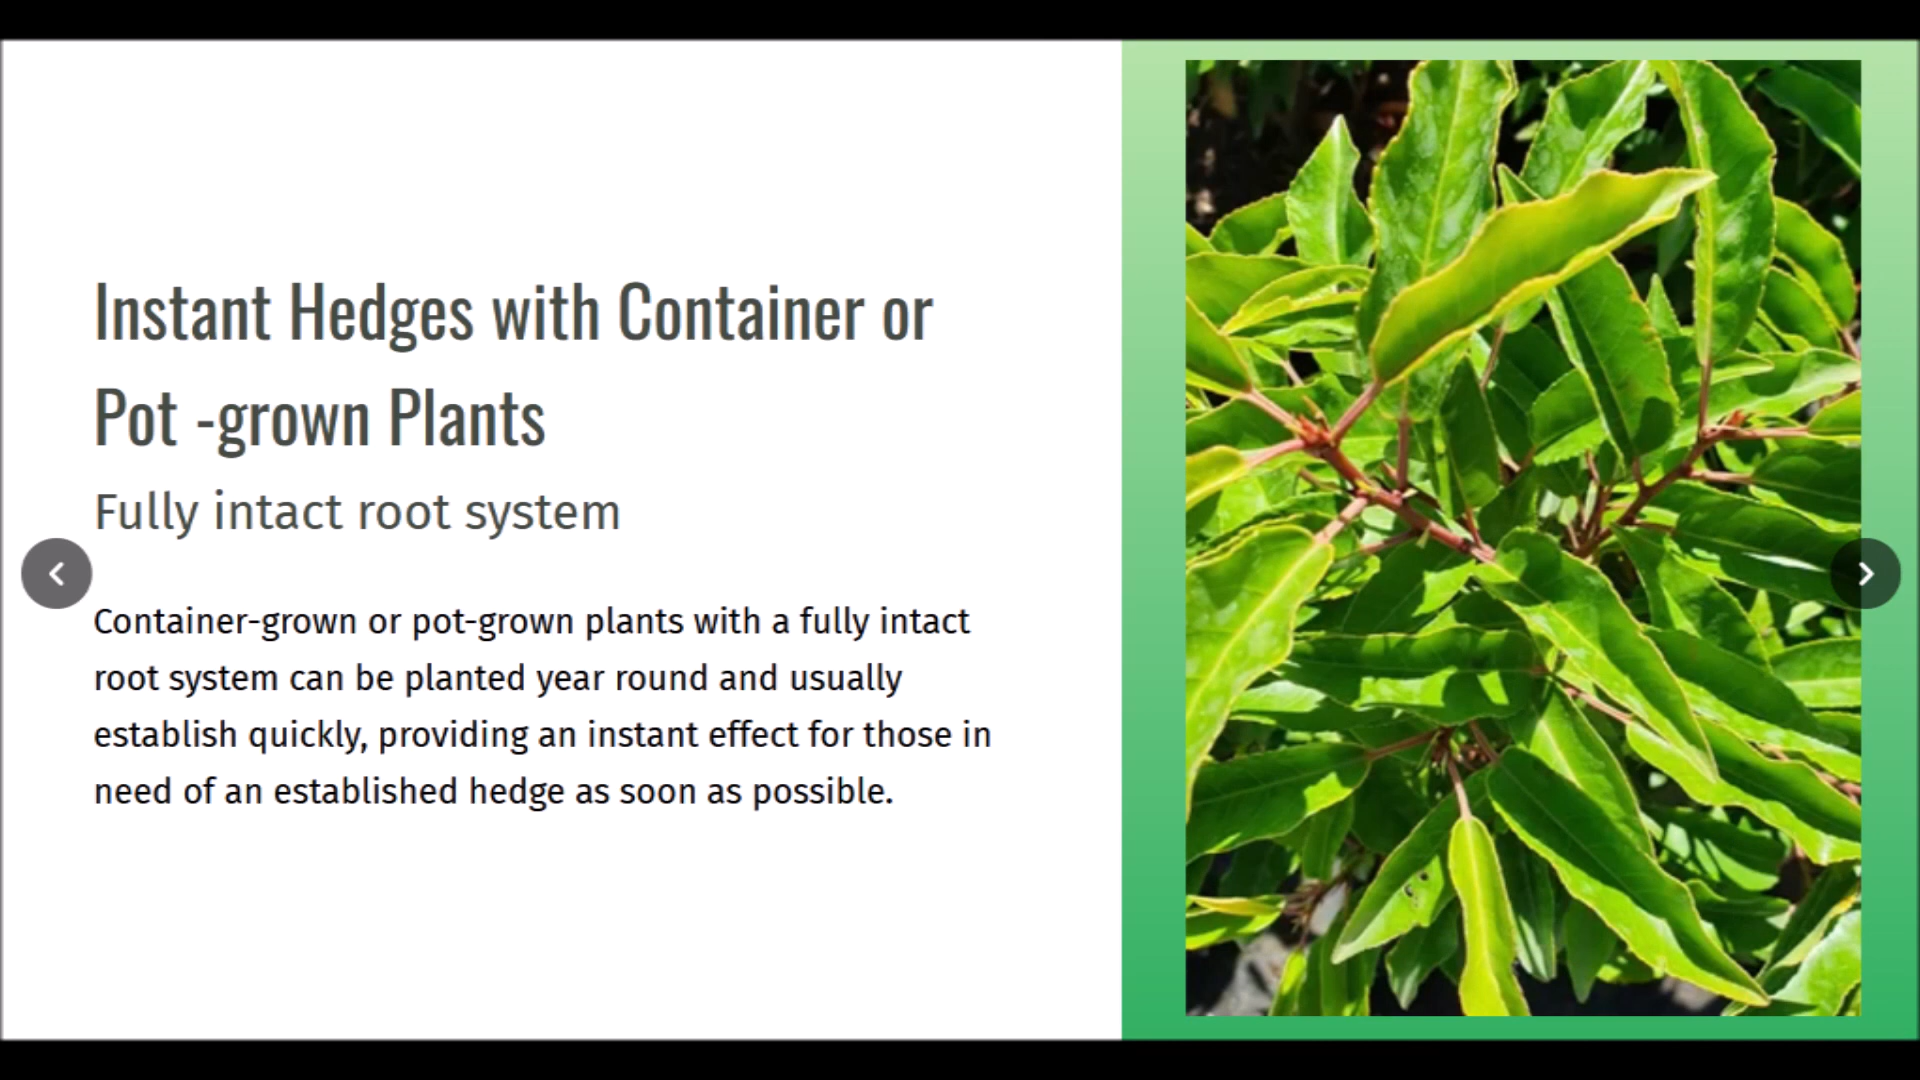 Instant Hedges with Container or
Pot -grown Plants
Fully intact root system
Container-grown or pot-grown plants with a fully intact
root system can be planted year round and usually
establish quickly, providing an instant effect for those in
need of an established hedge as soon as possible.